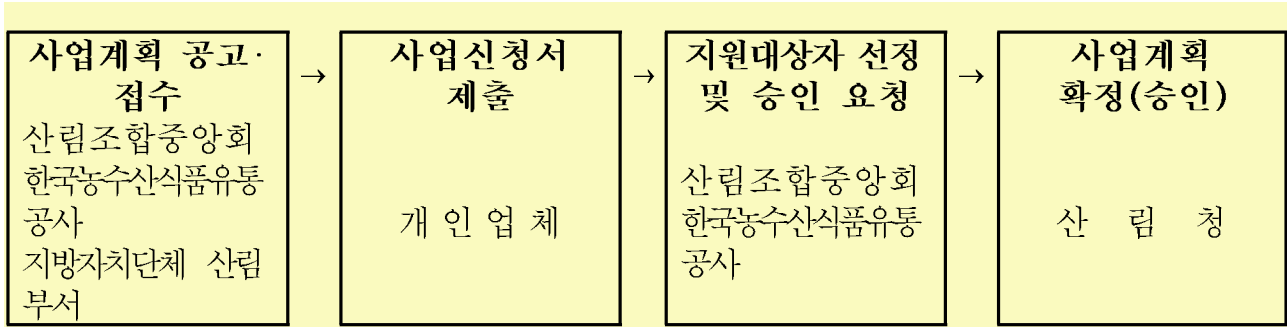 사업계획 공고·
접수
산림조합중앙회
한국농수산식품유통
공사
지방자치단체 산림
부서
→
사업신청서
제출
개 인 업 체
→
지원대상자 선정
및 승인 요청
산림조합중앙회
한국농수산식품유통
공사
→
사업계획
확정(승인)
산 림 청